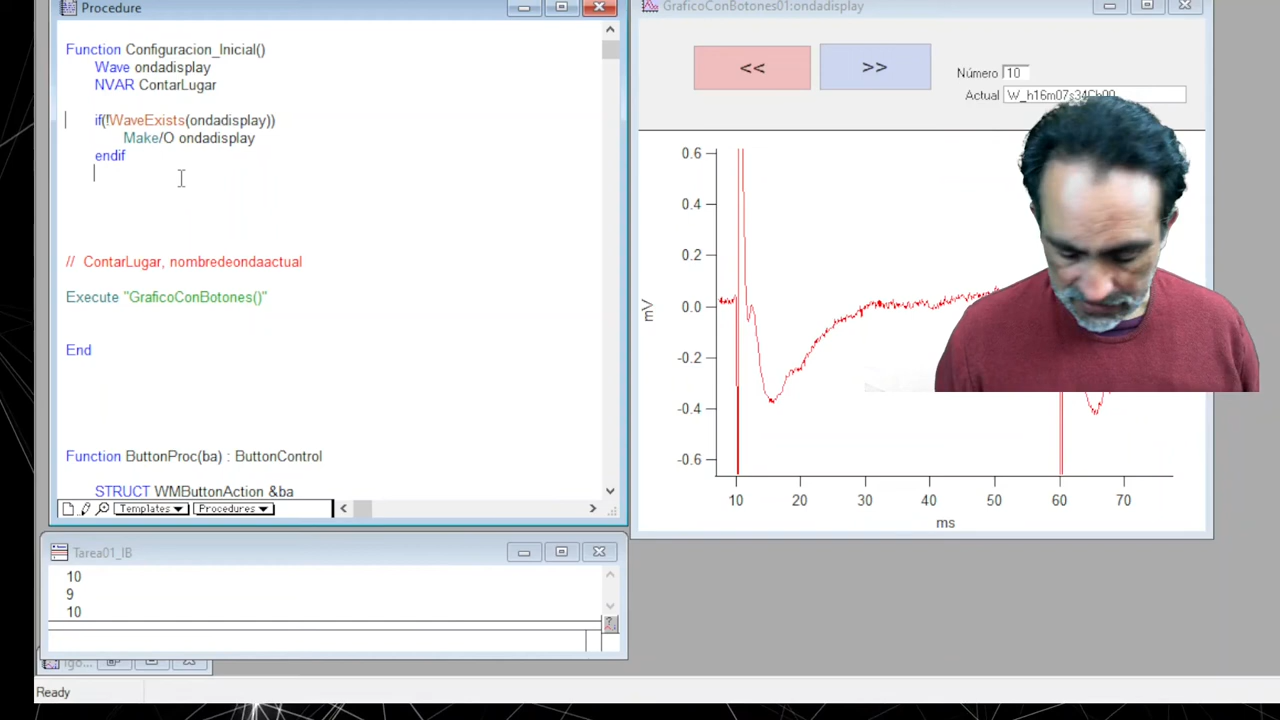 Procedure
Function Configuracion_Inicial()
Wave ondadisplay
NVAR ContarLugar
if(!WaveExists(ondadisplay))
Make/O ondadisplay
endif
// ContarLugar, nombredeondaactual
Execute "GraficoConBotones()"
End
Function ButtonProc(ba) : ButtonControl
STRUCT WMButtonAction &ba
Templates
Procedures
Tarea01_IB
10
9
10
Ready
GraficoConBotones01:ondadisplay
<<
>>
Número 10
Actual
0.6
0.4
0.2
0.0
-0.2
-0.4
-0.6
mV
10 20 30 40 50 60 70
ms